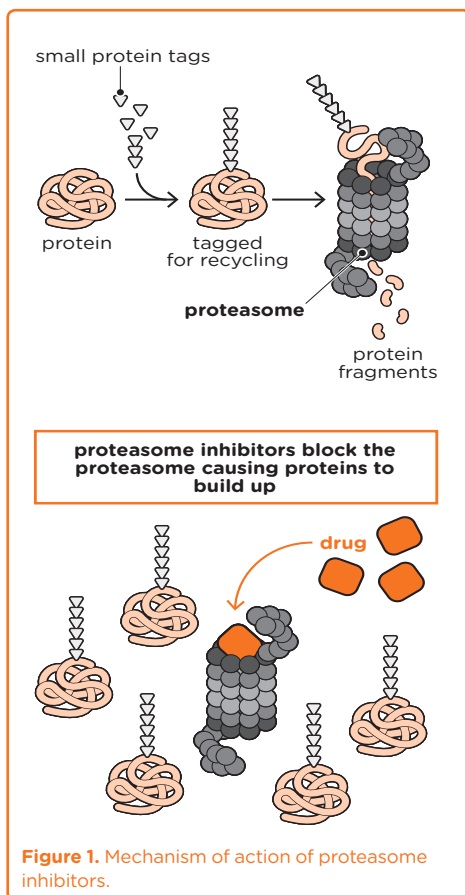 small protein tags
protein
tagged
for recycling
proteasome
protein
fragments
proteasome inhibitors block the
proteasome causing proteins to
build up
drug
Figure 1. Mechanism of action of proteasome
inhibitors.